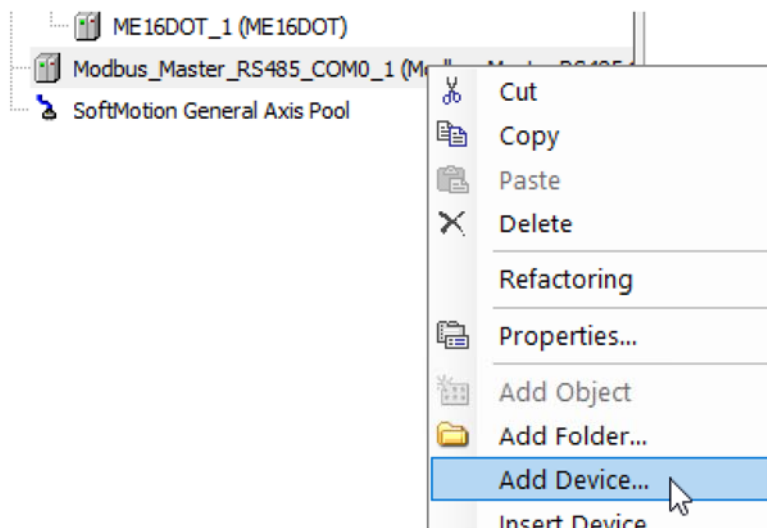 ME16DOT_1 (ME16DOT)
Modbus_Master_RS485_COM0_1 (M
SoftMotion General Axis Pool
Cut
Copy
Paste
Delete
Refactoring
Properties...
Add Object
Add Folder...
Add Device...
Insert Device